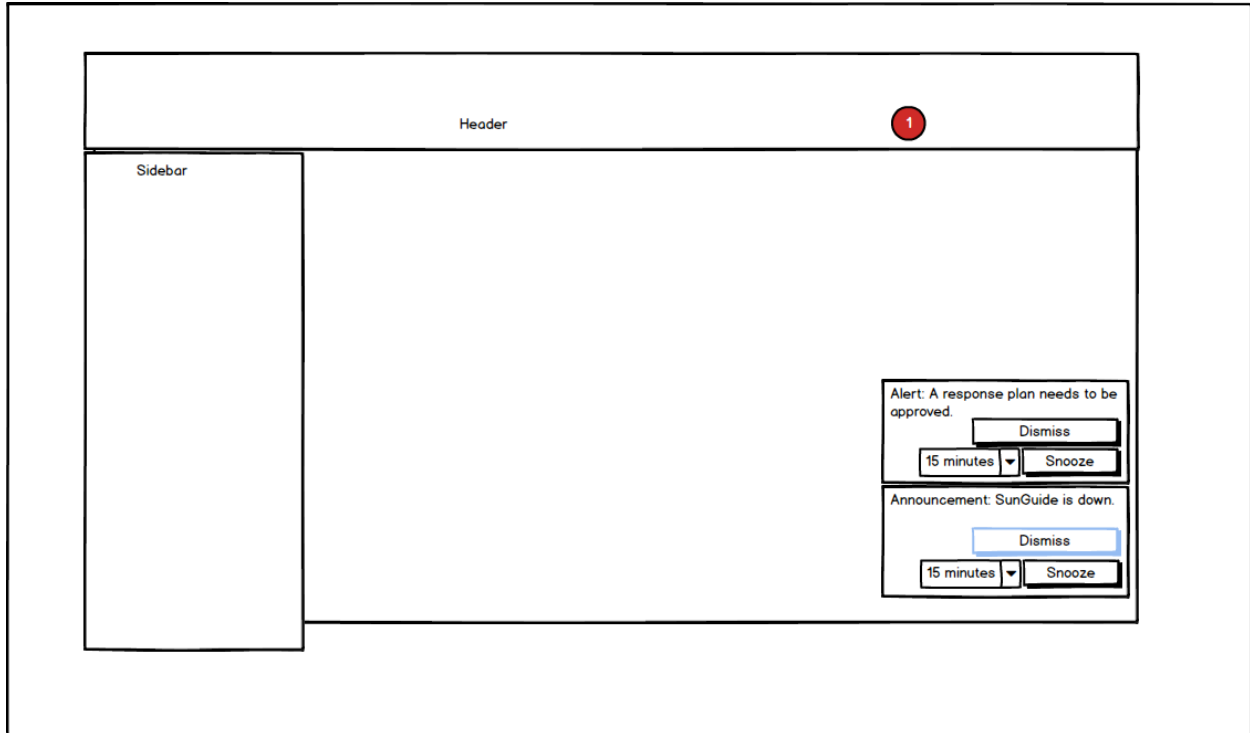 Header
1
Sidebar
Alert: A response plan needs to be
approved.
Dismiss
15 minutes
Snooze
Announcement: SunGuide is down.
Dismiss
15 minutes
Snooze